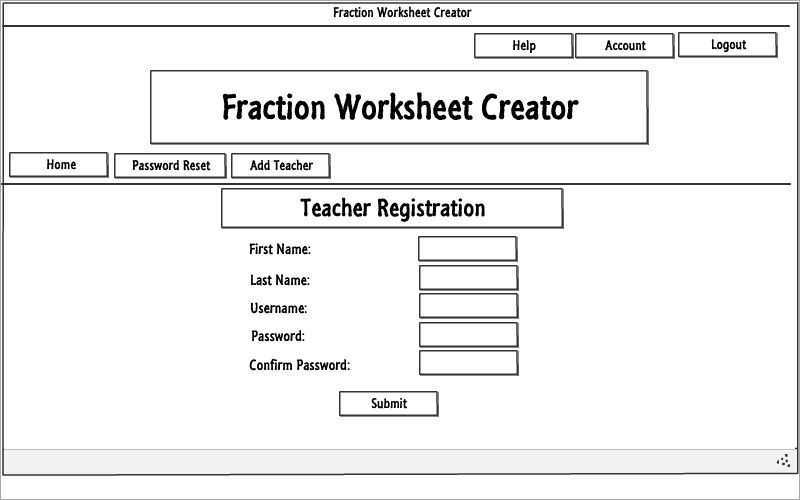 Fraction Worksheet Creator
Help Account Logout
Fraction Worksheet Creator
Home Password Reset Add Teacher
Teacher Registration
First Name:
Last Name:
Username:
Password:
Confirm Password:
Submit